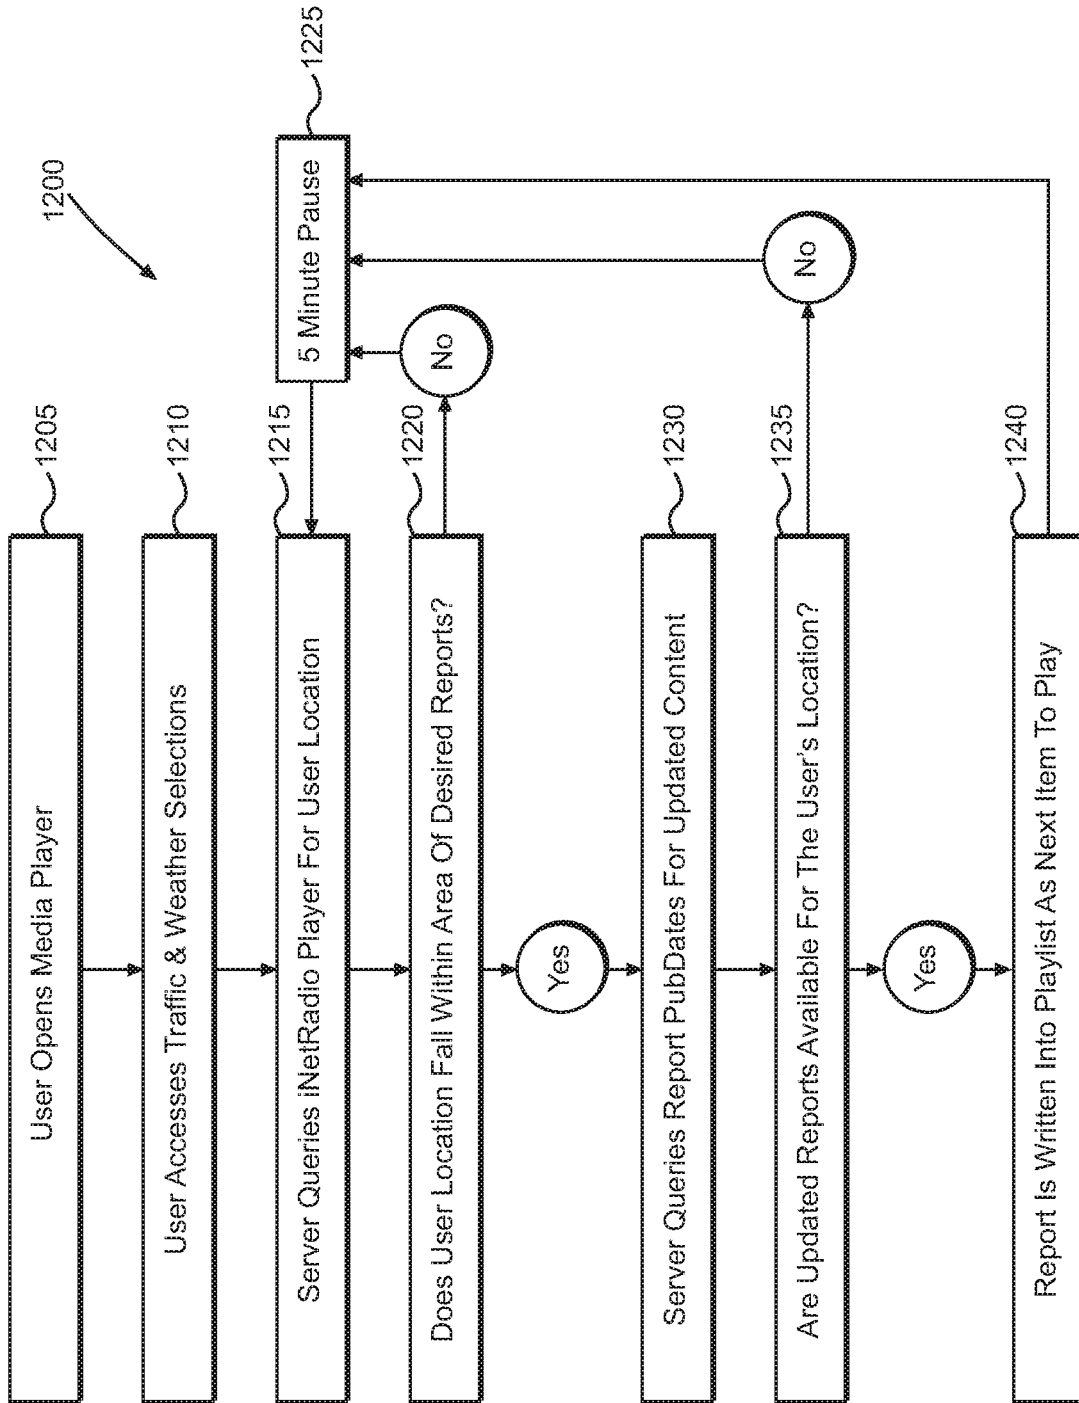 1200
User Opens Media Player
1205
User Accesses Traffic & Weather Selections
1210
Server Queries iNetRadio Player For User Location
1215
5 Minute Pause
1225
Does User Location Fall Within Area Of Desired Reports?
1220
No
Yes
Server Queries Report PubDates For Updated Content
1230
Are Updated Reports Available For The User's Location?
1235
No
Yes
Report Is Written Into Playlist As Next Item To Play
1240